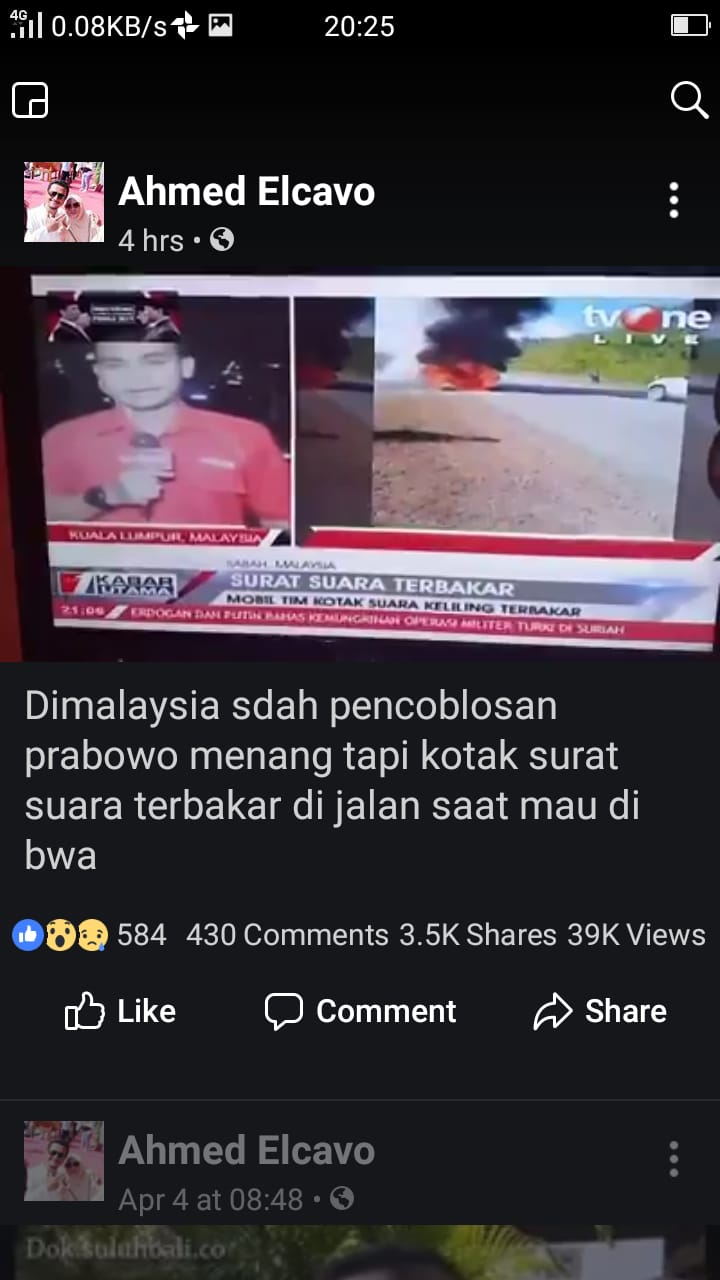 4G 0.08KB/s 20:25
Ahmed Elcavo
4 hrs •
tvOne
LIVE
KUALA LUMPUR, MALAYSIA
SABAH, MALAYSIA
KABAR UTAMA
SURAT SUARA TERBAKAR
MOBIL TIM KOTAK SUARA KELILING TERBAKAR
21:06 ERDOGAN DAN PUTIN BAHAS KEMUNGKINAN OPERASI MILITER TURKI DI SURIAH
Dimalaysia sdah pencoblosan
prabowo menang tapi kotak surat
suara terbakar di jalan saat mau di
bwa
584 430 Comments 3.5K Shares 39K Views
Like Comment Share
Ahmed Elcavo
Apr 4 at 08:48 •
Dok.suluhbali.co